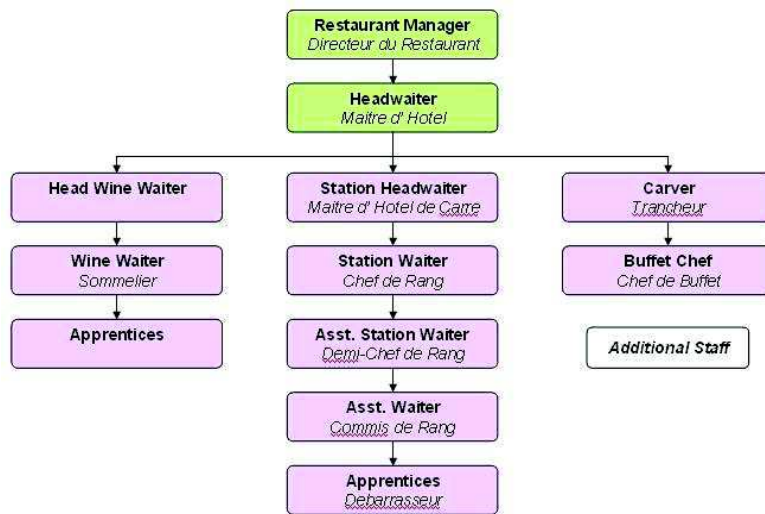 Restaurant Manager
Directeur du Restaurant
Headwaiter
Maitre d' Hotel
Head Wine Waiter
Station Headwaiter
Maitre d' Hotel de Carre
Carver
Trancheur
Wine Waiter
Sommelier
Station Waiter
Chef de Rang
Buffet Chef
Chef de Buffet
Apprentices
Asst. Station Waiter
Demi-Chef de Rang
Additional Staff
Asst. Waiter
Commis de Rang
Apprentices
Debarrasseur